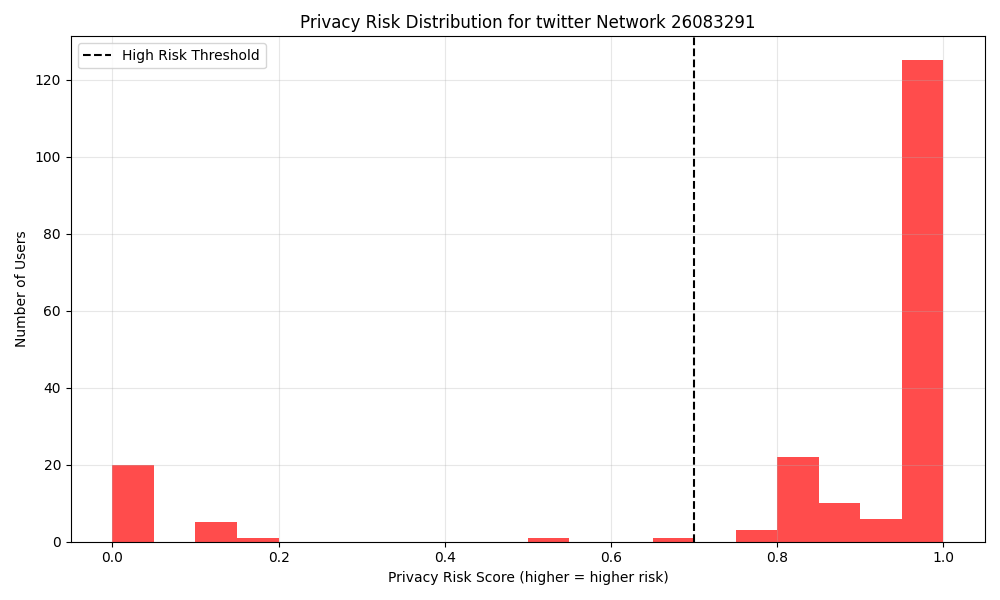 Privacy Risk Distribution for twitter Network 26083291
High Risk Threshold
Number of Users
120
100
80
60
40
20
0
0.0 0.2 0.4 0.6 0.8 1.0
Privacy Risk Score (higher = higher risk)